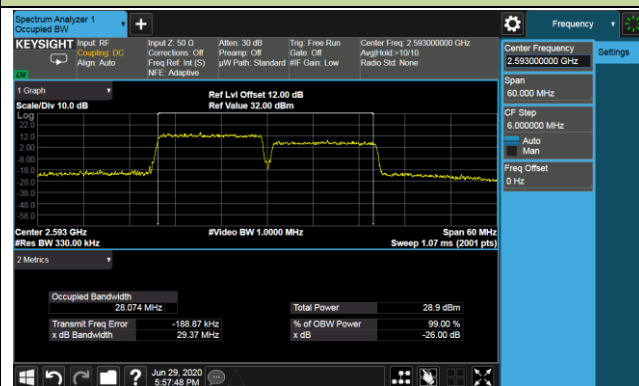 Spectrum Analyzer 1
Occupied BW
Frequency
KEYSIGHT
Input: RF
Coupling: DC
Align: Auto
Input Z: 50 Ω
Corrections: Off
Freq Ref: Int (S)
NFE: Adaptive
Atten: 30 dB
Preamp: Off
µW Path: Standard
Trig: Free Run
Gate: Off
#IF Gain: Low
Center Freq: 2.593000000 GHz
Avg|Hold:>10/10
Radio Std: None
LXI
1 Graph
Scale/Div 10.0 dB
Ref Lvl Offset 12.00 dB
Ref Value 32.00 dBm
Log
22.0
12.0
2.00
-8.00
-18.0
-28.0
-38.0
-48.0
-58.0
Center 2.593 GHz
#Res BW 330.00 kHz
#Video BW 1.0000 MHz
Span 60 MHz
Sweep 1.07 ms (2001 pts)
2 Metrics
Occupied Bandwidth
28.074 MHz
Total Power 28.9 dBm
Transmit Freq Error -188.87 kHz
% of OBW Power 99.00 %
x dB Bandwidth 29.37 MHz
x dB -26.00 dB
Jun 29, 2020
5:57:48 PM
Center Frequency
2.593000000 GHz
Settings
Span
60.000 MHz
CF Step
6.000000 MHz
Auto
Man
Freq Offset
0 Hz